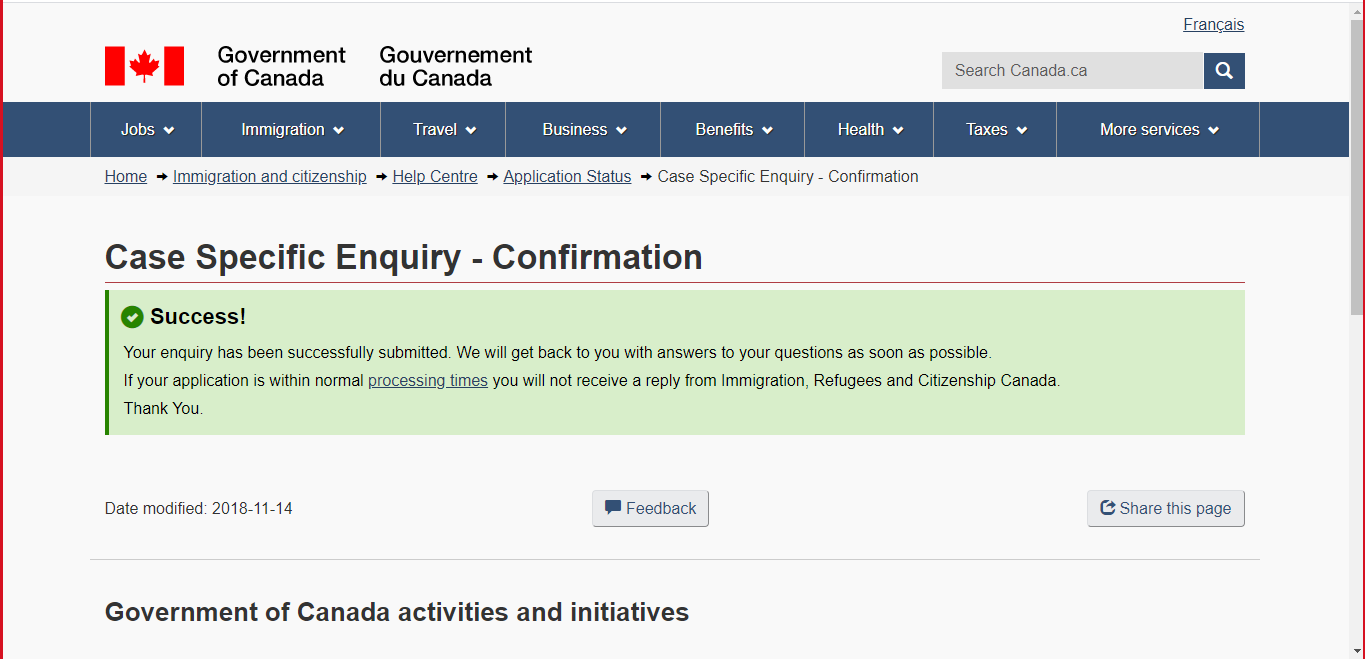 Français
Government
of Canada
Gouvernement
du Canada
Search Canada.ca
Jobs
Immigration
Travel
Business
Benefits
Health
Taxes
More services
Home
Immigration and citizenship
Help Centre
Application Status
Case Specific Enquiry - Confirmation
Case Specific Enquiry - Confirmation
Success!
Your enquiry has been successfully submitted. We will get back to you with answers to your questions as soon as possible.
If your application is within normal processing times you will not receive a reply from Immigration, Refugees and Citizenship Canada.
Thank You.
Date modified: 2018-11-14
Feedback
Share this page
Government of Canada activities and initiatives